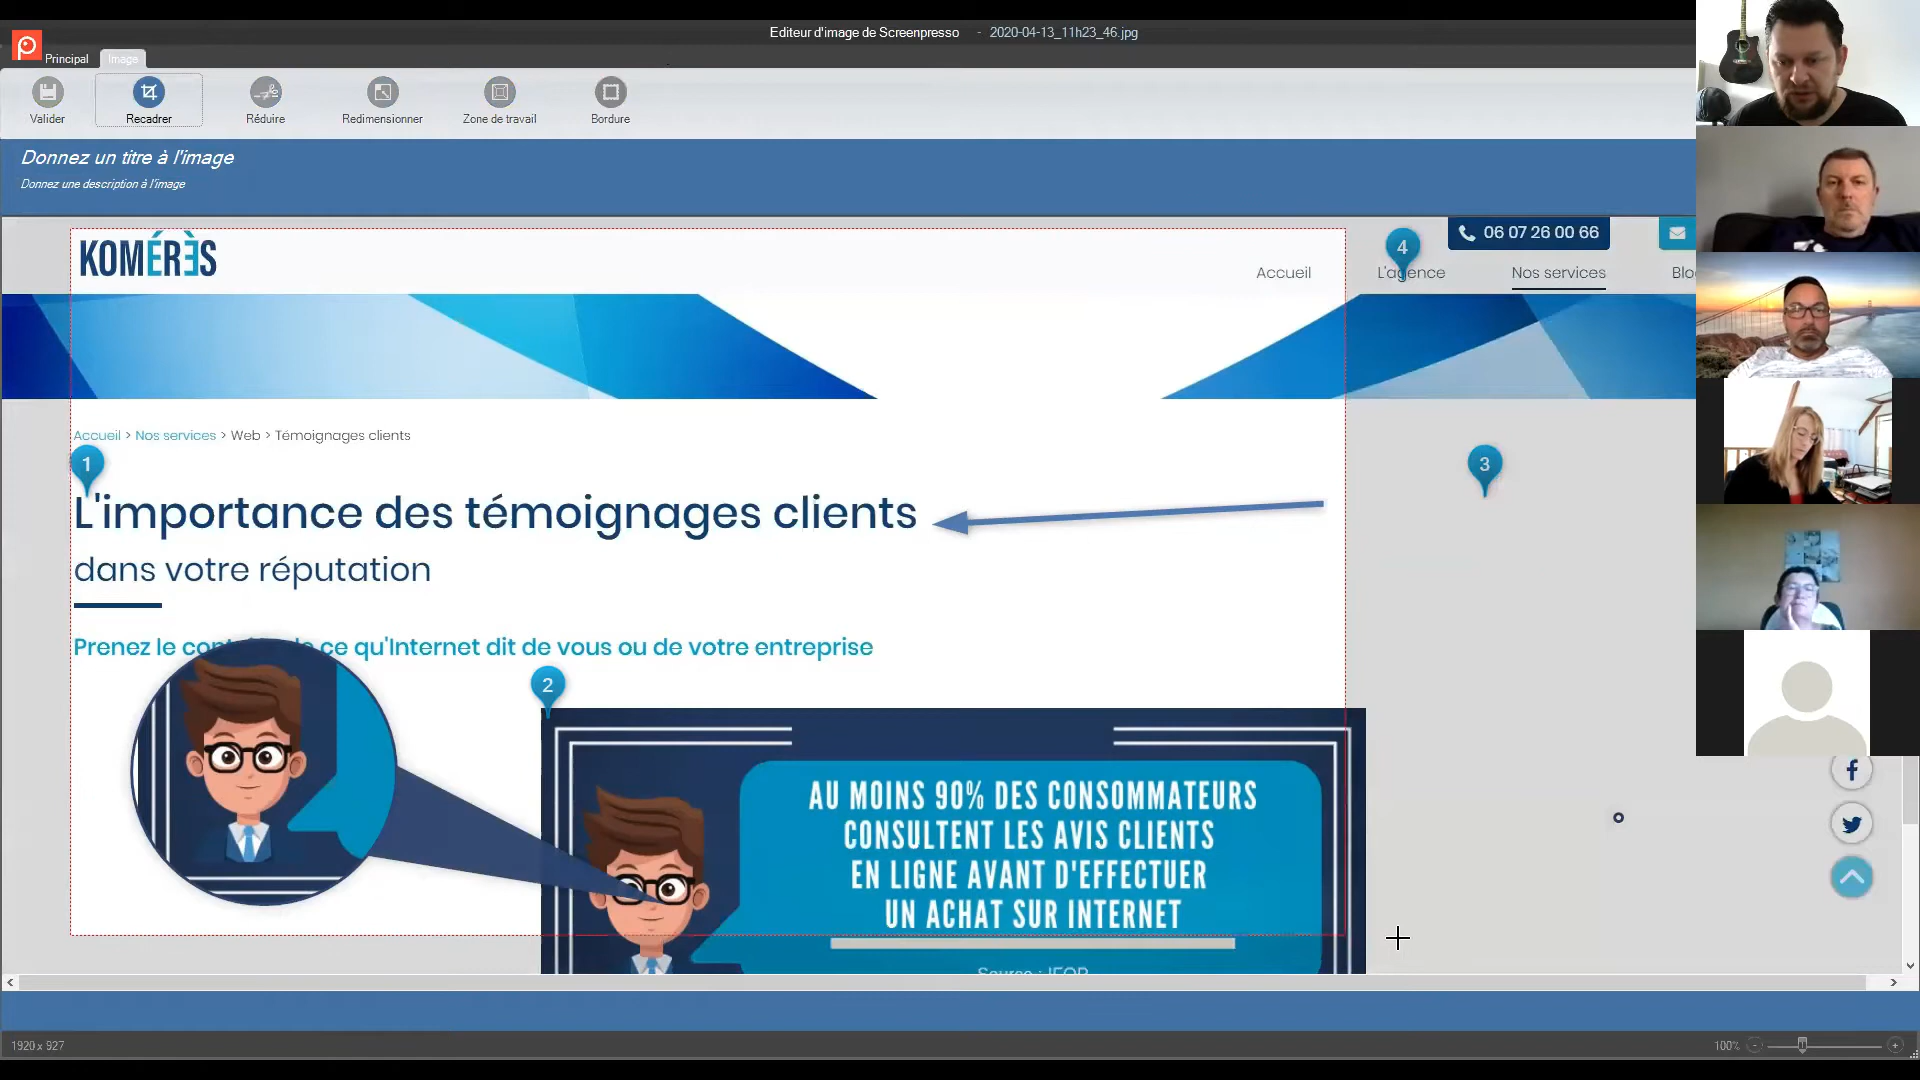 Editeur d'image de Screenpresso - 2020-04-13_11h23_46.jpg
Principal Image
Valider Recadrer Réduire Redimensionner Zone de travail Bordure
Donnez un titre à l'image
Donnez une description à l'image
KOMÉRÈS
4
06 07 26 00 66
Accueil L'agence Nos services
Accueil > Nos services > Web > Témoignages clients
1
3
L'importance des témoignages clients
dans votre réputation
Prenez le ce qu'Internet dit de vous ou de votre entreprise
2
AU MOINS 90% DES CONSOMMATEURS
CONSULTENT LES AVIS CLIENTS
EN LIGNE AVANT D'EFFECTUER
UN ACHAT SUR INTERNET
Source : IFOP
1920 x 927
100%